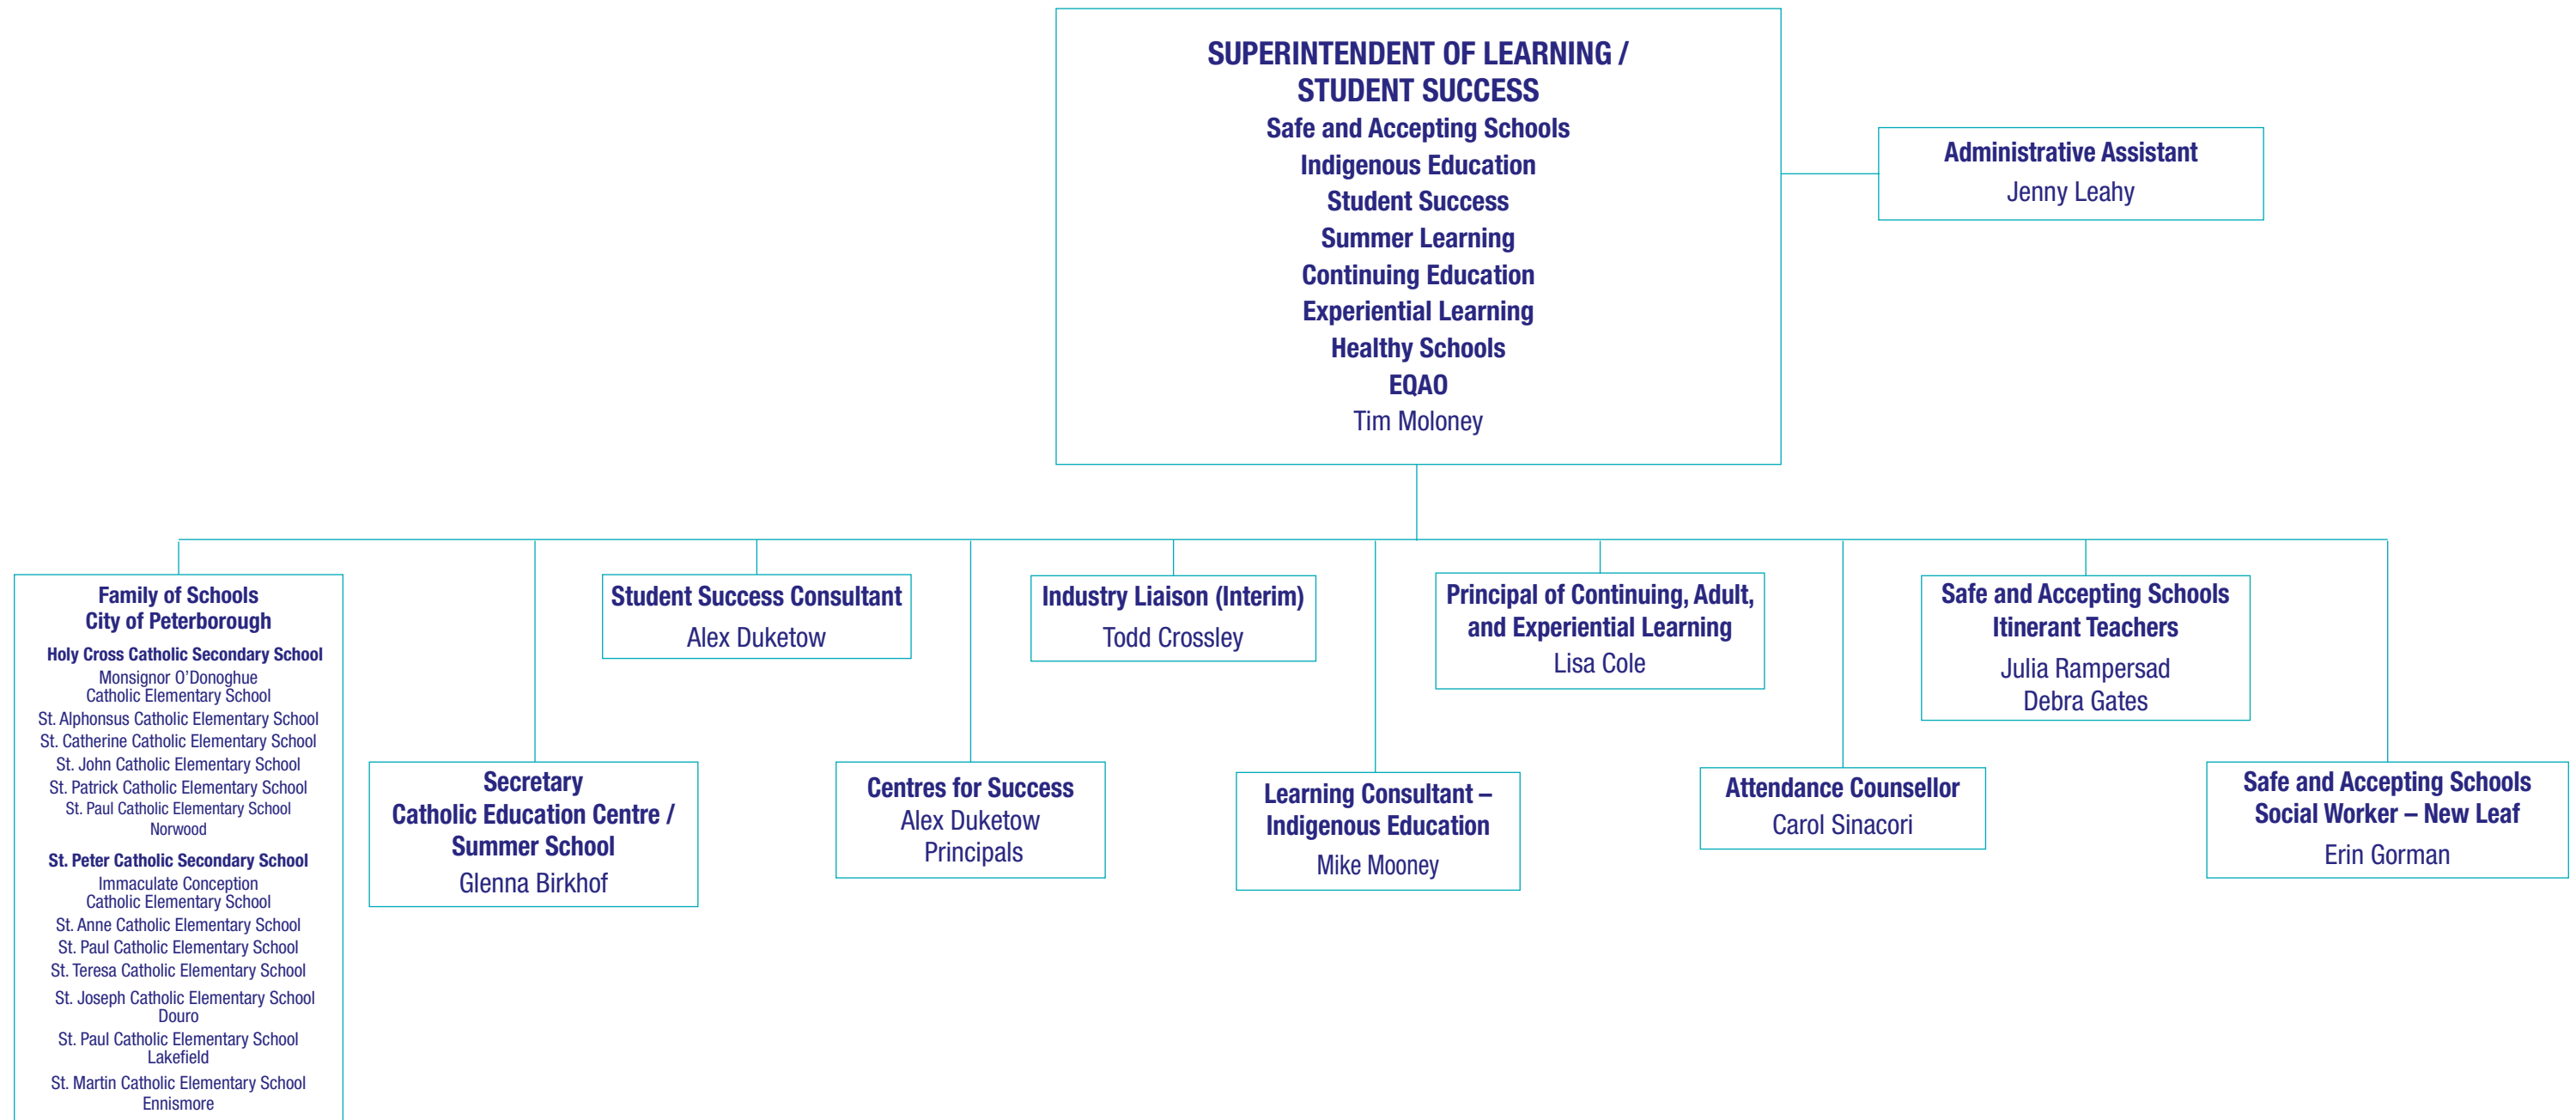 SUPERINTENDENT OF LEARNING /
STUDENT SUCCESS
Safe and Accepting Schools
Indigenous Education
Student Success
Summer Learning
Continuing Education
Experiential Learning
Healthy Schools
EQAO
Tim Moloney
Administrative Assistant
Jenny Leahy
Family of Schools
City of Peterborough
Holy Cross Catholic Secondary School
Monsignor O'Donoghue
Catholic Elementary School
St. Alphonsus Catholic Elementary School
St. Catherine Catholic Elementary School
St. John Catholic Elementary School
St. Patrick Catholic Elementary School
St. Paul Catholic Elementary School
Norwood
St. Peter Catholic Secondary School
Immaculate Conception
Catholic Elementary School
St. Anne Catholic Elementary School
St. Paul Catholic Elementary School
St. Teresa Catholic Elementary School
St. Joseph Catholic Elementary School
Douro
St. Paul Catholic Elementary School
Lakefield
St. Martin Catholic Elementary School
Ennismore
Secretary
Catholic Education Centre /
Summer School
Glenna Birkhof
Student Success Consultant
Alex Duketow
Centres for Success
Alex Duketow
Principals
Industry Liaison (Interim)
Todd Crossley
Learning Consultant –
Indigenous Education
Mike Mooney
Principal of Continuing, Adult,
and Experiential Learning
Lisa Cole
Attendance Counsellor
Carol Sinacori
Safe and Accepting Schools
Itinerant Teachers
Julia Rampersad
Debra Gates
Safe and Accepting Schools
Social Worker – New Leaf
Erin Gorman